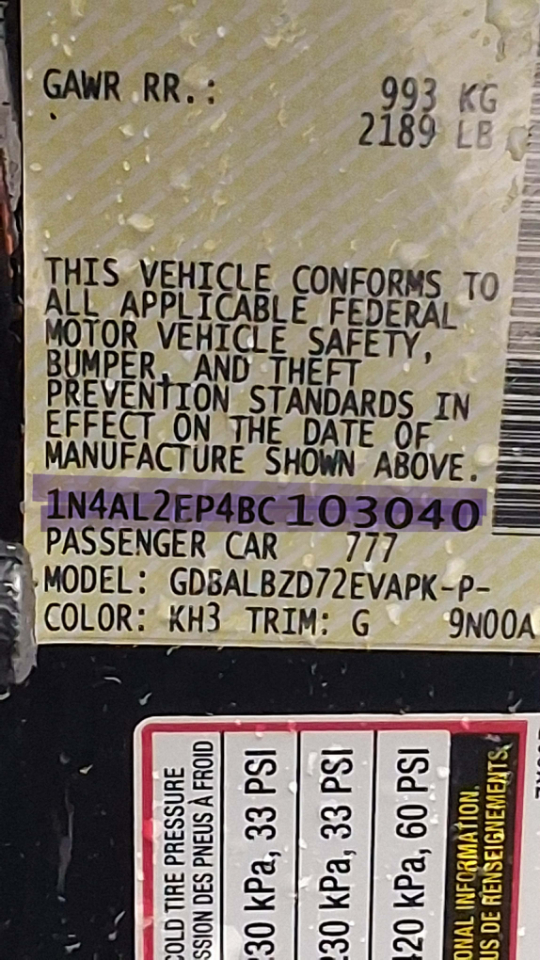 GAWR RR.: 993 KG
2189 LB
THIS VEHICLE CONFORMS TO
ALL APPLICABLE FEDERAL
MOTOR VEHICLE SAFETY,
BUMPER, AND THEFT
PREVENTION STANDARDS IN
EFFECT ON THE DATE OF
MANUFACTURE SHOWN ABOVE.
1N4AL2EP4BC103040
PASSENGER CAR 777
MODEL: GDBALBZD72EVAPK-P-
COLOR: KH3 TRIM: G 9N00A
COLD TIRE PRESSURE
SSION DES PNEUS À FROID
230 kPa, 33 PSI
230 kPa, 33 PSI
420 kPa, 60 PSI
ONAL INFORMATION.
US DE RENSEIGNEMENTS.